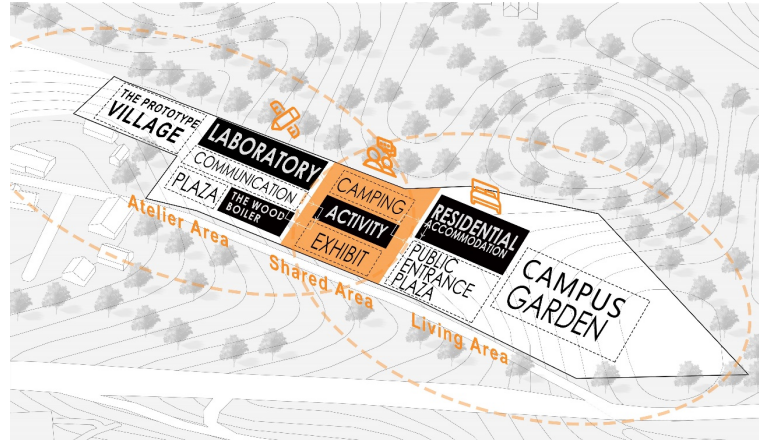 THE PROTOTYPE
VILLAGE
LABORATORY
COMMUNICATION
PLAZA
THE WOOD
BOILER
CAMPING
ACTIVITY
EXHIBIT
RESIDENTIAL
ACCOMMODATION
PUBLIC
ENTRANCE
PLAZA
CAMPUS
GARDEN
Atelier Area
Shared Area
Living Area